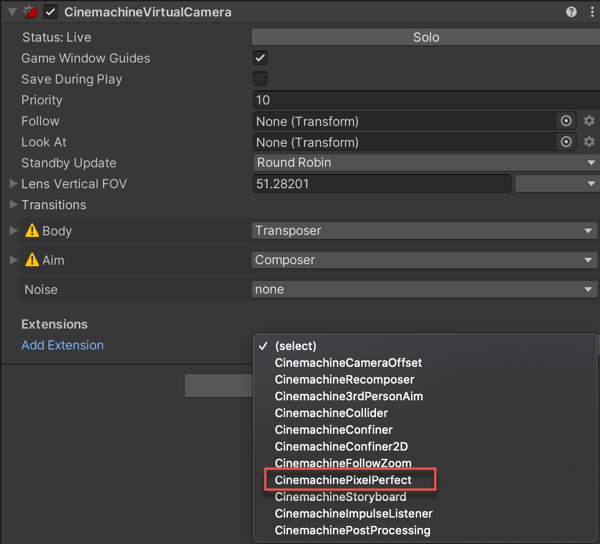 CinemachineVirtualCamera
Status: Live Solo
Game Window Guides
Save During Play
Priority 10
Follow None (Transform)
Look At None (Transform)
Standby Update Round Robin
Lens Vertical FOV 51.28201
Transitions
Body Transposer
Aim Composer
Noise none
Extensions
Add Extension
(select)
CinemachineCameraOffset
CinemachineRecomposer
Cinemachine3rdPersonAim
CinemachineCollider
CinemachineConfiner
CinemachineConfiner2D
CinemachineFollowZoom
CinemachinePixelPerfect
CinemachineStoryboard
CinemachineImpulseListener
CinemachinePostProcessing